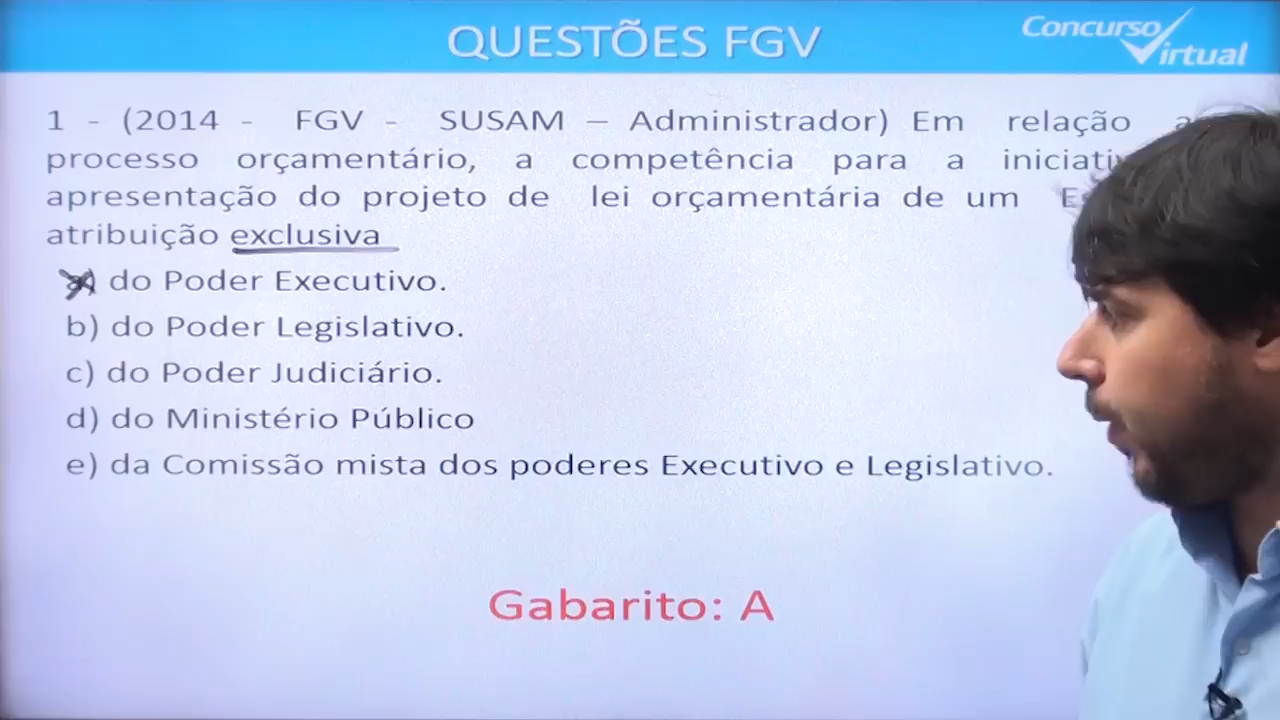 QUESTÕES FGV
Concurso Virtual
1 - (2014 - FGV - SUSAM – Administrador) Em relação
processo orçamentário, a competência para a
apresentação do projeto de lei orçamentária de um
atribuição exclusiva
a) do Poder Executivo.
b) do Poder Legislativo.
c) do Poder Judiciário.
d) do Ministério Público
e) da Comissão mista dos poderes Executivo e Legislativo.
Gabarito: A